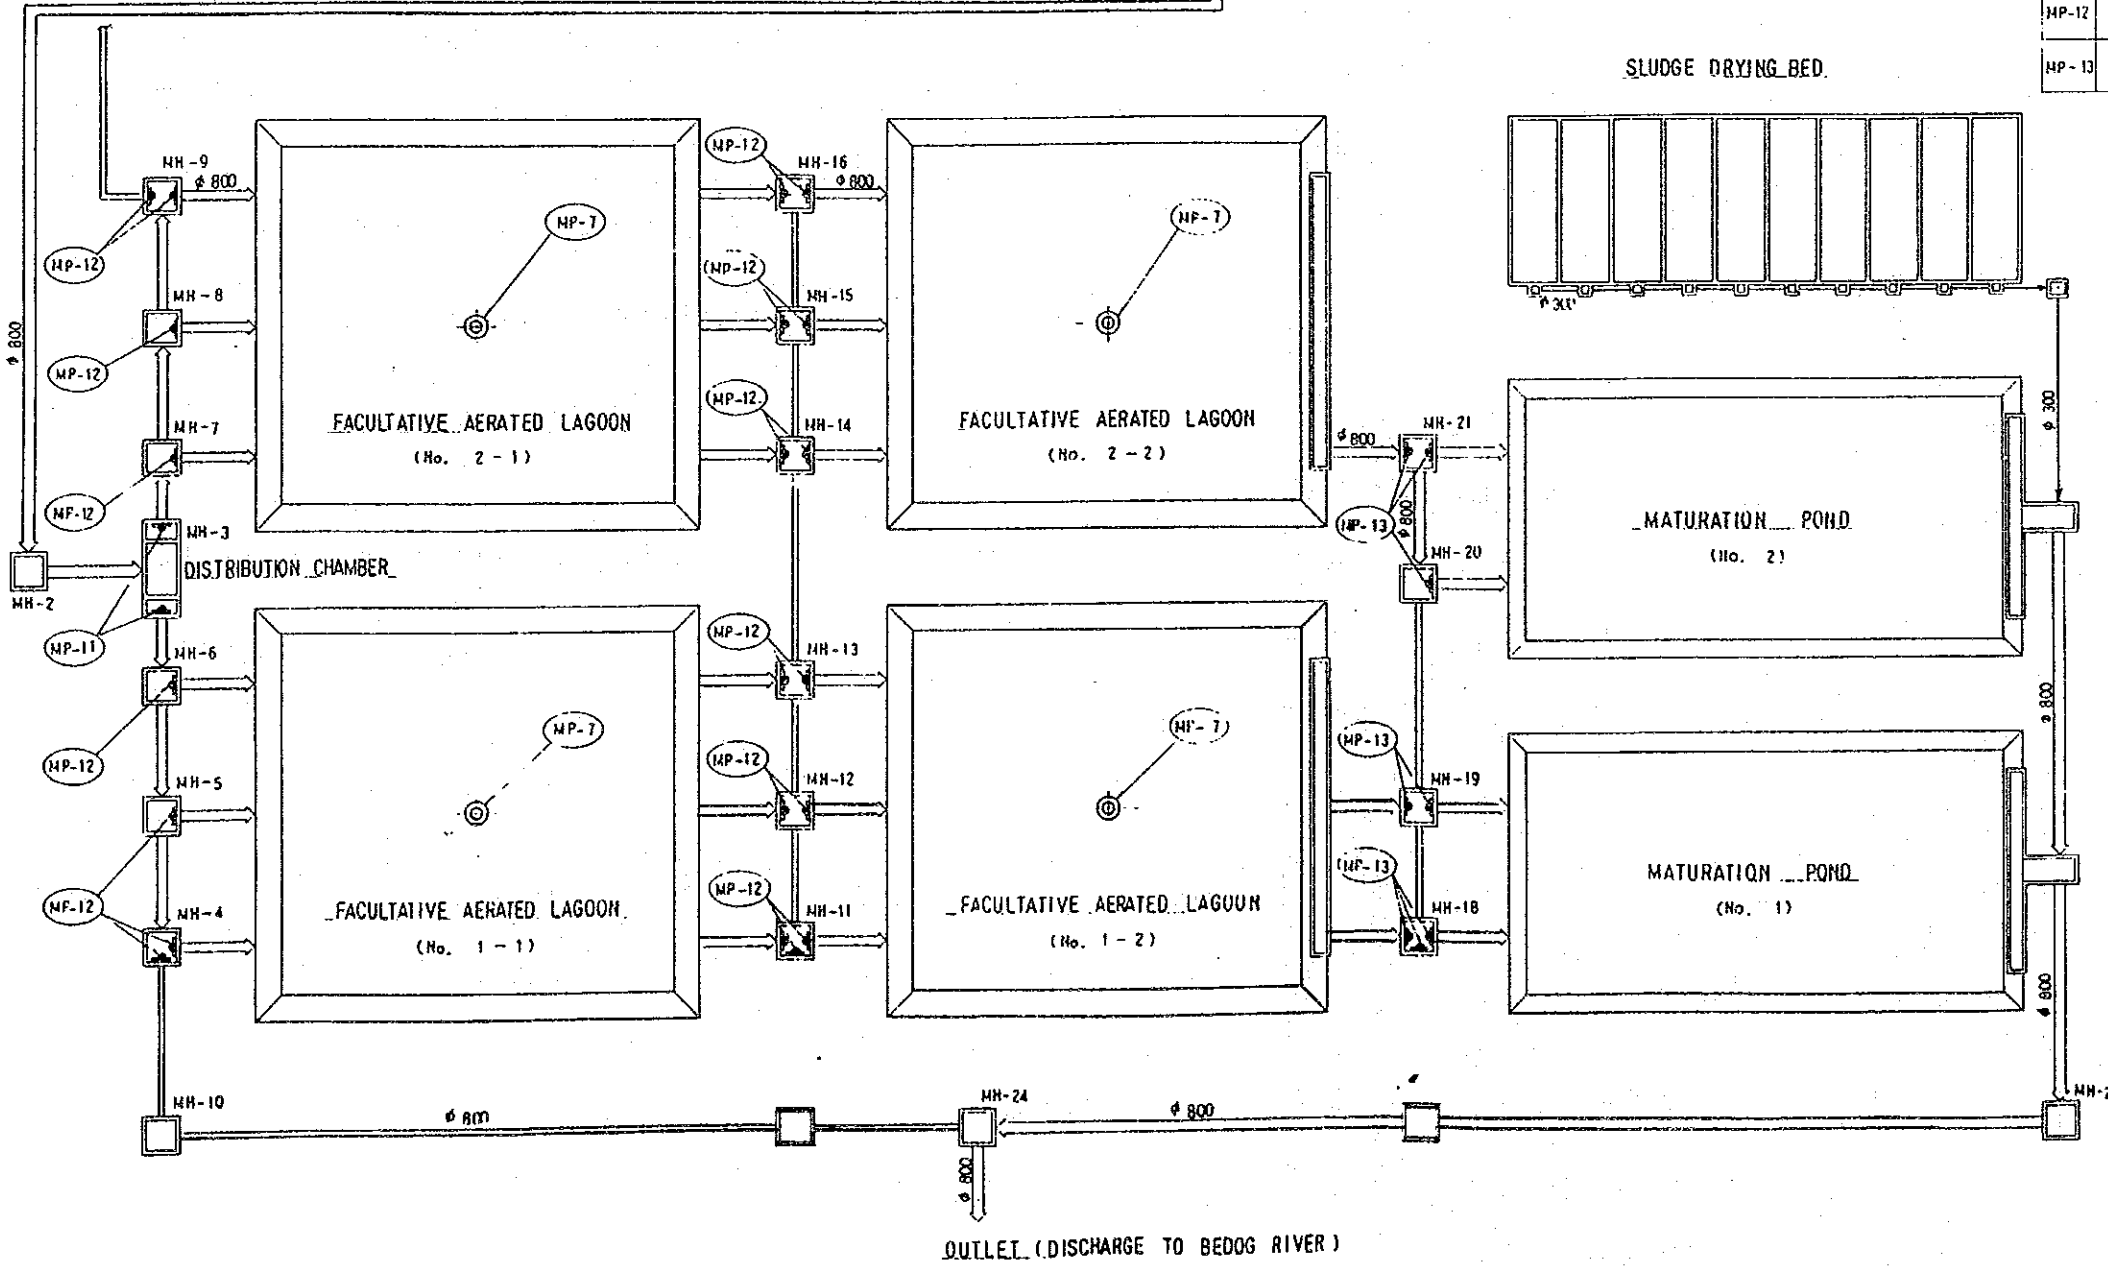 MP-12
MP-13
SLUDGE DRYING BED
MH-9
φ 800
MP-12
MH-16
φ 800
MP-7
MP-7
MP-12
MP-12
MH-8
MH-15
φ 300
φ 800
MP-12
MP-12
MH-7
MH-14
FACULTATIVE AERATED LAGOON
(No. 2-1)
FACULTATIVE AERATED LAGOON
(No. 2-2)
φ 800
MH-21
φ 300
MP-12
MH-3
DISTRIBUTION CHAMBER
MP-13
φ 800
MH-20
MATURATION POND
(No. 2)
MH-2
MP-11
MH-6
MP-12
MH-13
φ 800
MP-7
MP-7
MP-13
MP-12
MH-5
MP-12
MH-12
MH-19
MP-12
MH-4
MP-12
MH-11
MP-13
MH-18
FACULTATIVE AERATED LAGOON
(No. 1-1)
FACULTATIVE AERATED LAGOON
(No. 1-2)
MATURATION POND
(No. 1)
φ 800
MH-10
φ 800
MH-24
φ 800
MH-2
φ 800
OUTLET (DISCHARGE TO BEDOG RIVER)